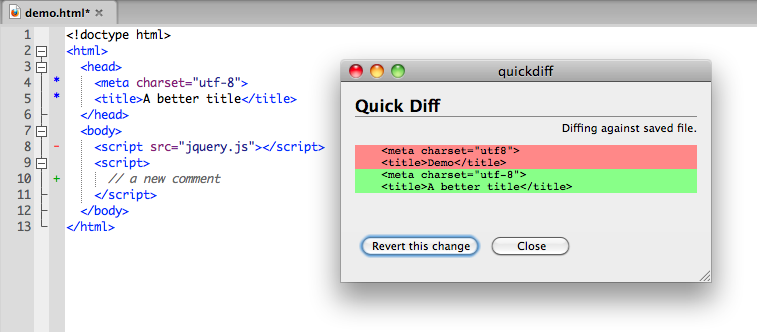 demo.html*
1 <!doctype html>
2 <html>
3 <head>
4 * <meta charset="utf-8">
5 * <title>A better title</title>
6 </head>
7 <body>
8 - <script src="jquery.js"></script>
9 <script>
10 + // a new comment
11 </script>
12 </body>
13 </html>
quickdiff
Quick Diff
Diffing against saved file.
<meta charset="utf8">
<title>Demo</title>
<meta charset="utf-8">
<title>A better title</title>
Revert this change
Close